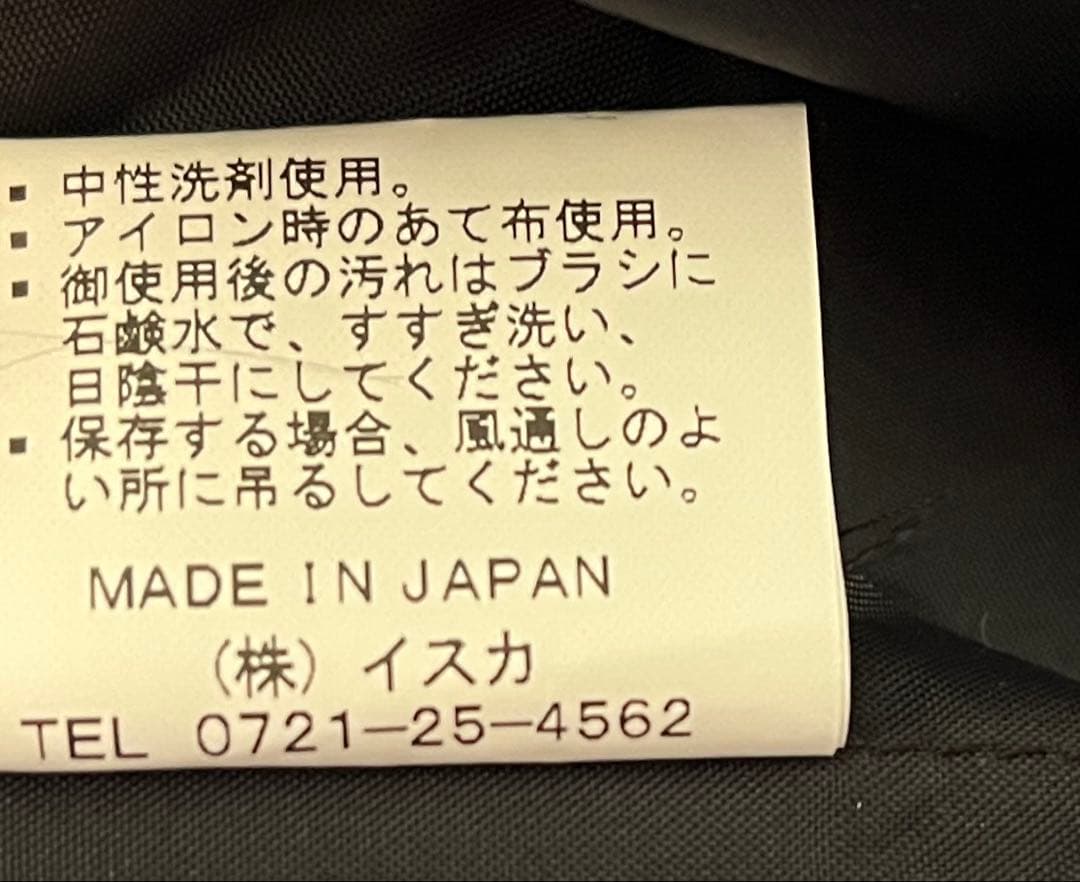 ▪ 中性洗剤使用。
▪ アイロン時のあて布使用。
▪ 御使用後の汚れはブラシに
石鹸水で、すすぎ洗い、
日陰干にしてください。
▪ 保存する場合、風通しのよ
い所に吊るしてください。
MADE IN JAPAN
（株）イスカ
TEL 0721-25-4562